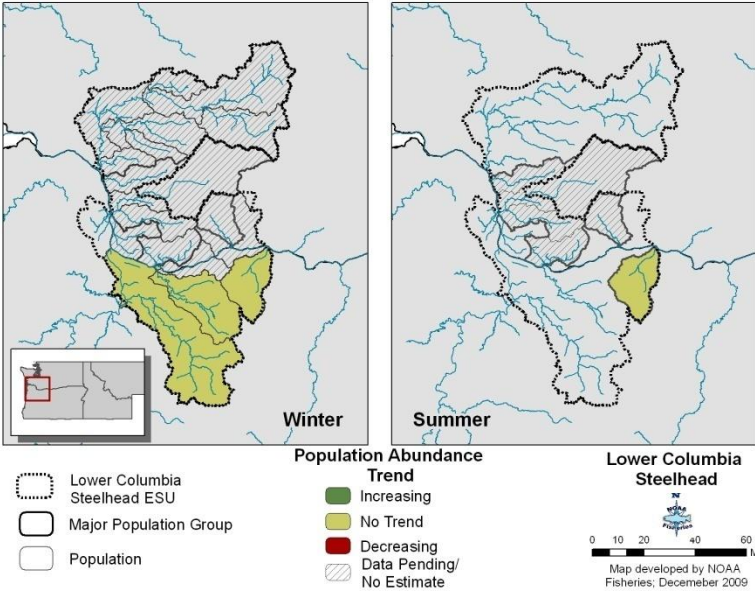 Winter
Summer
Lower Columbia
Steelhead ESU
Major Population Group
Population
Population Abundance
Trend
Increasing
No Trend
Decreasing
Data Pending/
No Estimate
Lower Columbia
Steelhead
N
NOAA
Fisheries
0 10 20 40 60 M
Map developed by NOAA
Fisheries; Decemeber 2009